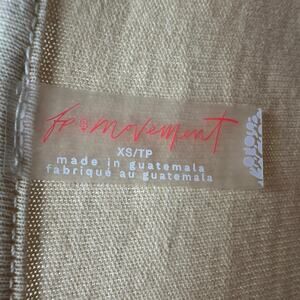 fp movement
XS/TP
made in guatemala
fabriqué au guatemala